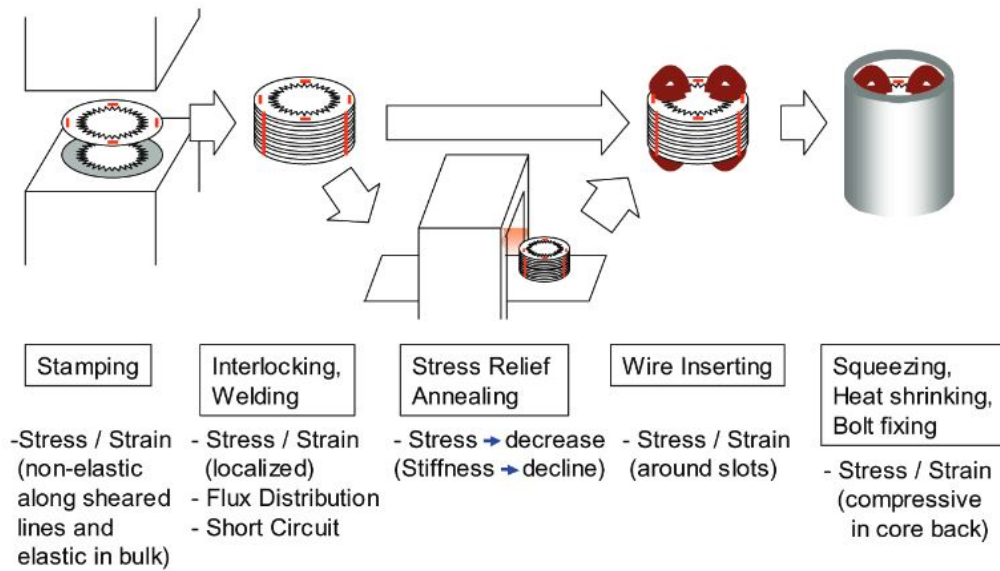 Stamping
-Stress / Strain
(non-elastic
along sheared
lines and
elastic in bulk)
Interlocking,
Welding
- Stress / Strain
(localized)
- Flux Distribution
- Short Circuit
Stress Relief
Annealing
- Stress → decrease
(Stiffness → decline)
Wire Inserting
- Stress / Strain
(around slots)
Squeezing,
Heat shrinking,
Bolt fixing
- Stress / Strain
(compressive
in core back)